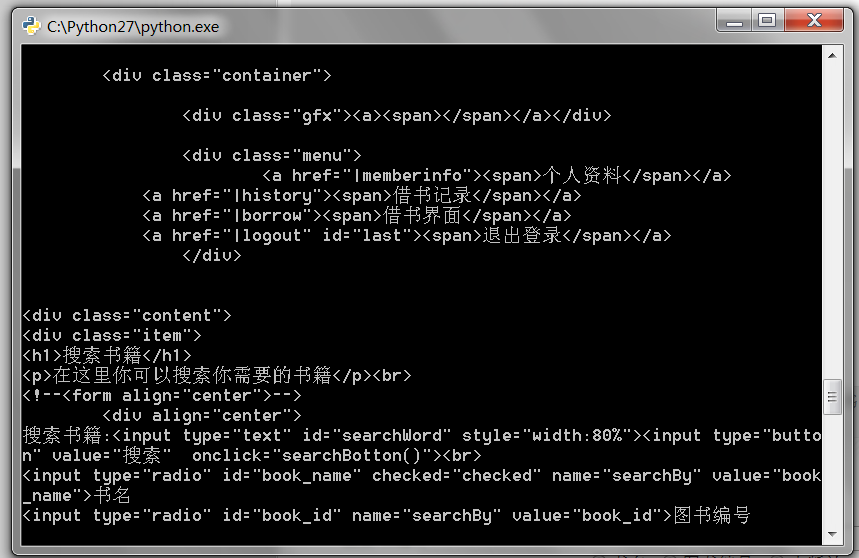 C:\Python27\python.exe
<div class="container">
<div class="gfx"><a><span></span></a></div>
<div class="menu">
<a href="|memberinfo"><span>个人资料</span></a>
<a href="|history"><span>借书记录</span></a>
<a href="|borrow"><span>借书界面</span></a>
<a href="|logout" id="last"><span>退出登录</span></a>
</div>
<div class="content">
<div class="item">
<h1>搜索书籍</h1>
<p>在这里你可以搜索你需要的书籍</p><br>
<!--<form align="center">-->
<div align="center">
搜索书籍:<input type="text" id="searchWord" style="width:80%"><input type="butto
n" value="搜索"  onclick="searchBotton()"><br>
<input type="radio" id="book_name" checked="checked" name="searchBy" value="book
_name">书名
<input type="radio" id="book_id" name="searchBy" value="book_id">图书编号